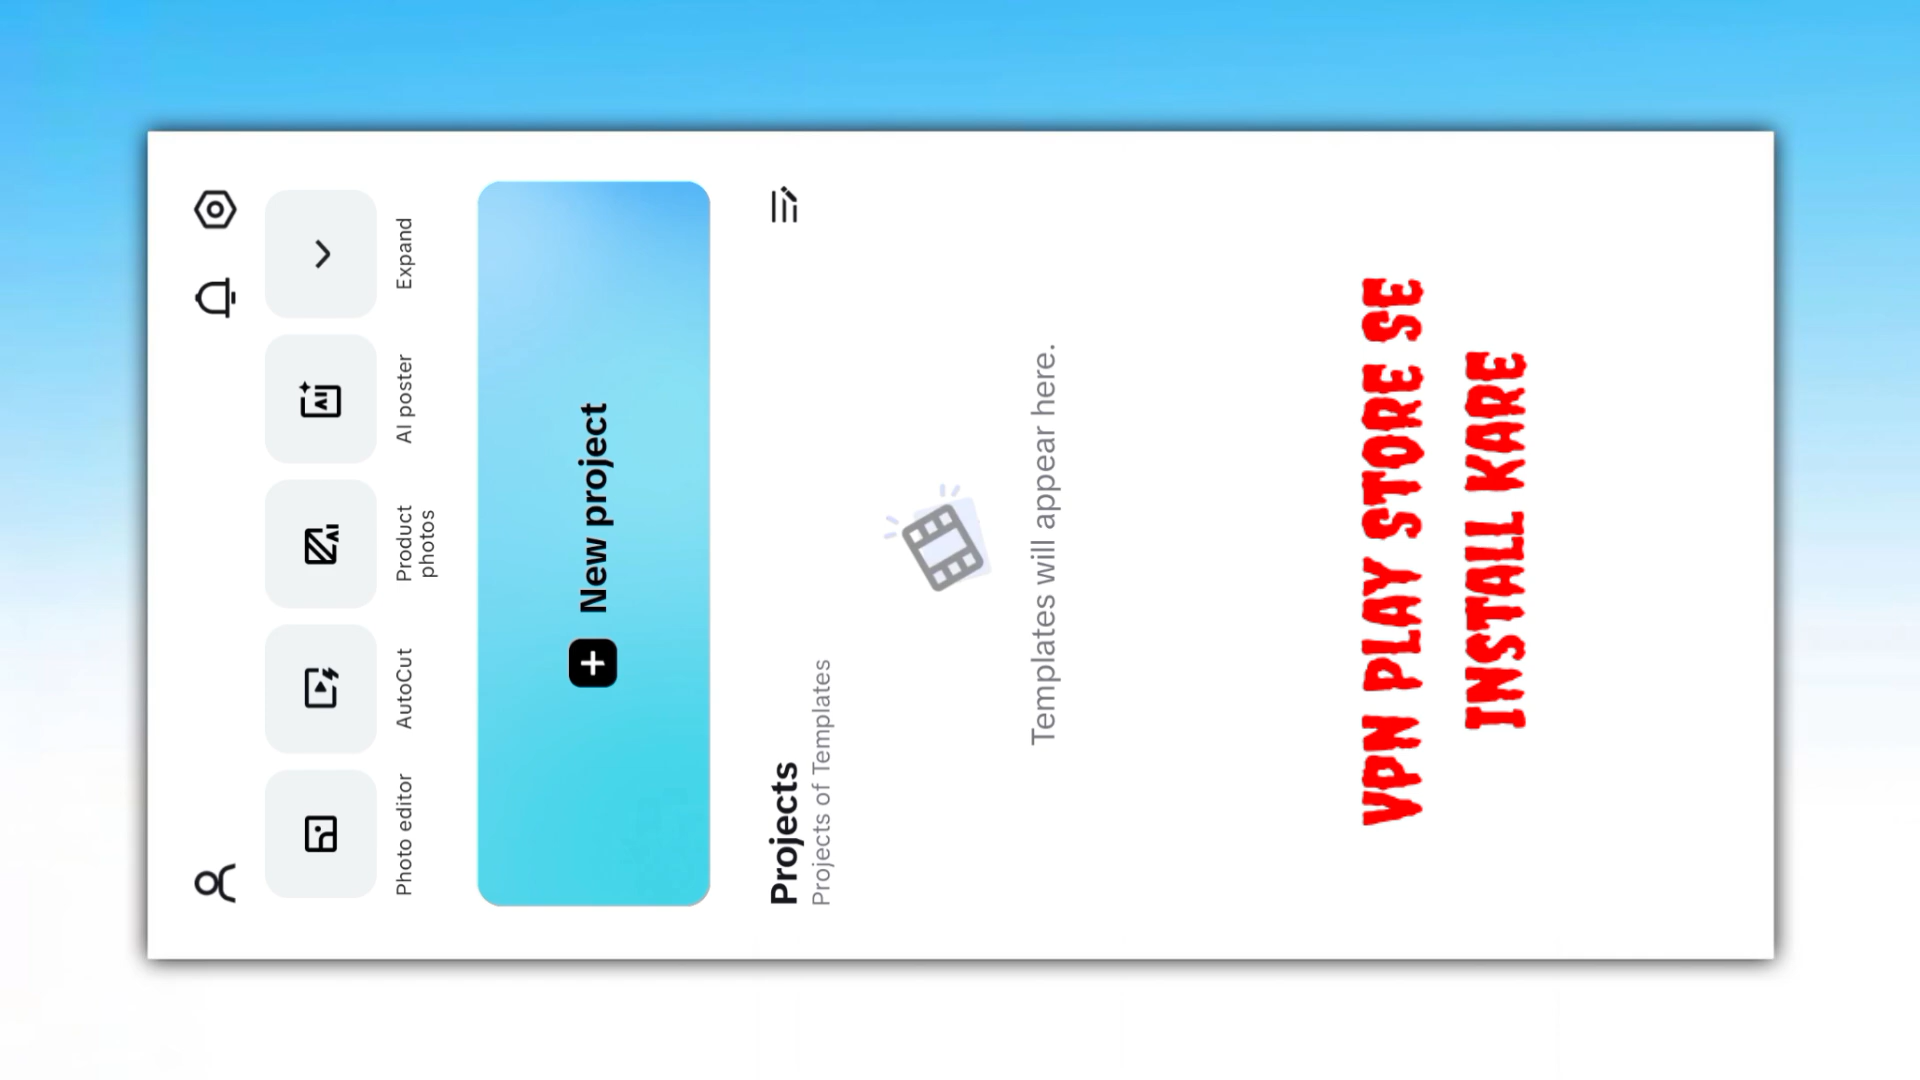 Photo editor
AutoCut
Product
photos
AI poster
Expand
New project
Projects
Projects of Templates
Templates will appear here.
VPN PLAY STORE SE
INSTALL KARE